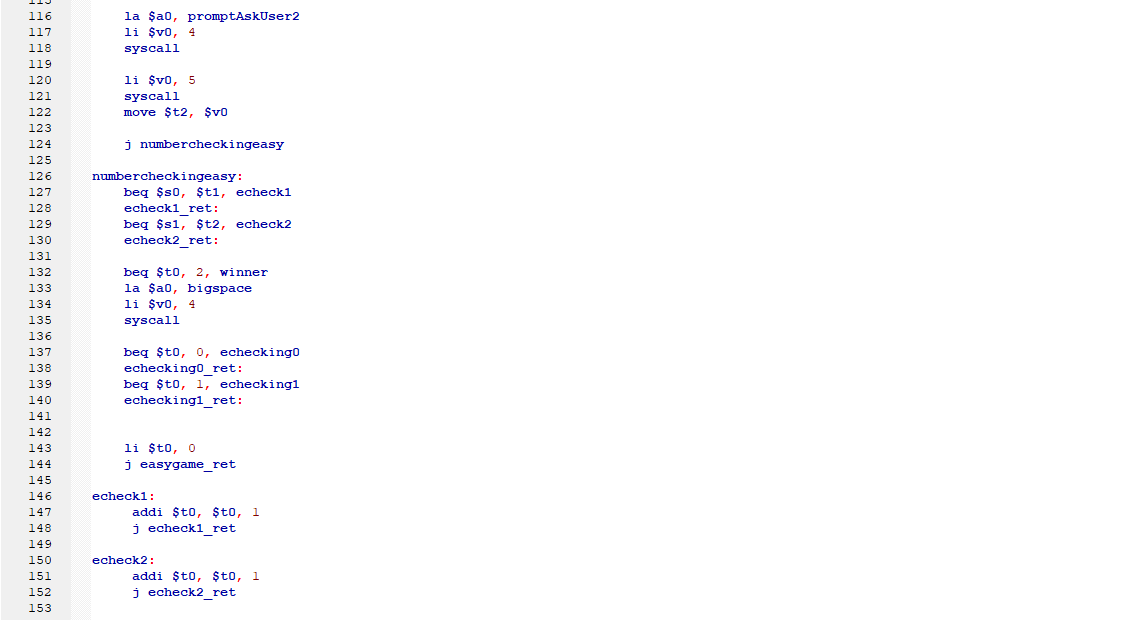 116 la $a0, promptAskUser2
117 li $v0, 4
118 syscall
119
120 li $v0, 5
121 syscall
122 move $t2, $v0
123
124 j numbercheckingeasy
125
126 numbercheckingeasy:
127 beq $s0, $t1, echeck1
128 echeck1_ret:
129 beq $s1, $t2, echeck2
130 echeck2_ret:
131
132 beq $t0, 2, winner
133 la $a0, bigspace
134 li $v0, 4
135 syscall
136
137 beq $t0, 0, echecking0
138 echecking0_ret:
139 beq $t0, 1, echecking1
140 echecking1_ret:
141
142
143 li $t0, 0
144 j easygame_ret
145
146 echeck1:
147 addi $t0, $t0, 1
148 j echeck1_ret
149
150 echeck2:
151 addi $t0, $t0, 1
152 j echeck2_ret
153